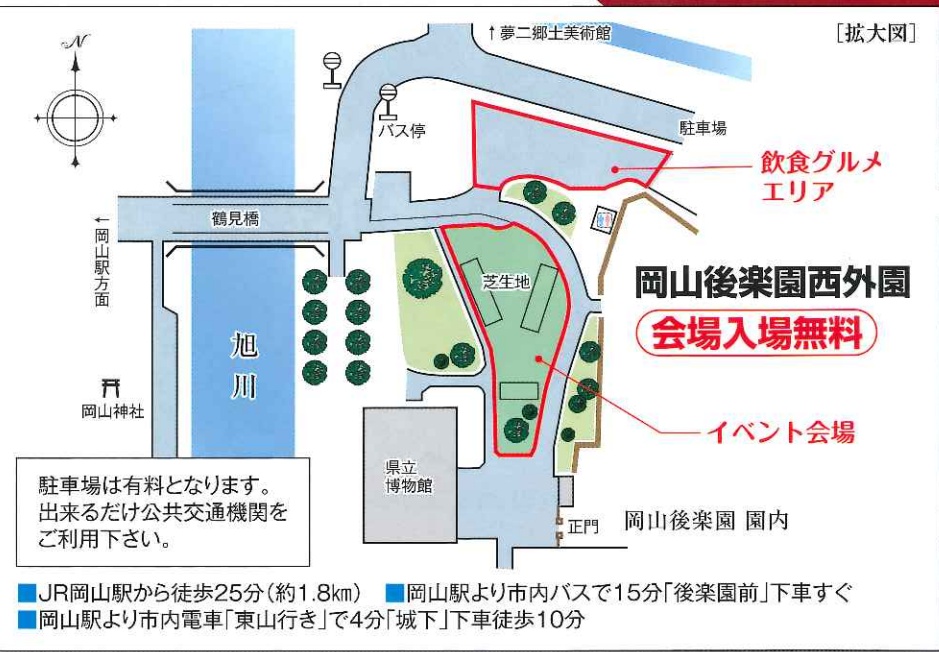 [拡大図]
N
↑夢二郷土美術館
バス停
駐車場
飲食グルメ
エリア
鶴見橋
←岡山駅方面
芝生地
岡山後楽園西外園
会場入場無料
旭川
岡山神社
イベント会場
県立
博物館
正門
岡山後楽園 園内
駐車場は有料となります。
出来るだけ公共交通機関を
ご利用下さい。
■JR岡山駅から徒歩25分(約1.8km) ■岡山駅より市内バスで15分「後楽園前」下車すぐ
■岡山駅より市内電車「東山行き」で4分「城下」下車徒歩10分